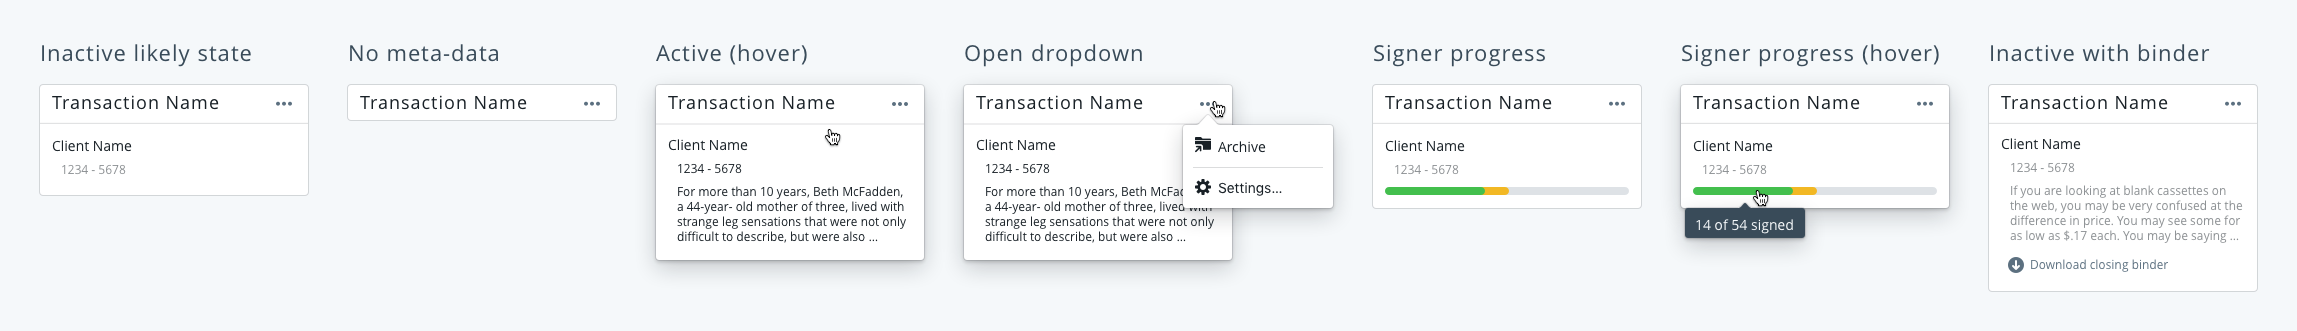 Inactive likely state
Transaction Name
Client Name
1234 - 5678
No meta-data
Transaction Name
Active (hover)
Transaction Name
Client Name
1234 - 5678
For more than 10 years, Beth McFadden,
a 44-year- old mother of three, lived with
strange leg sensations that were not only
difficult to describe, but were also ...
Open dropdown
Transaction Name
Client Name
1234 - 5678
For more than 10 years, Beth McFad
a 44-year- old mother of three, lived with
strange leg sensations that were not only
difficult to describe, but were also ...
Archive
Settings...
Signer progress
Transaction Name
Client Name
1234 - 5678
Signer progress (hover)
Transaction Name
Client Name
1234 - 5678
14 of 54 signed
Inactive with binder
Transaction Name
Client Name
1234 - 5678
If you are looking at blank cassettes on
the web, you may be very confused at the
difference in price. You may see some for
as low as $.17 each. You may be saying ...
Download closing binder